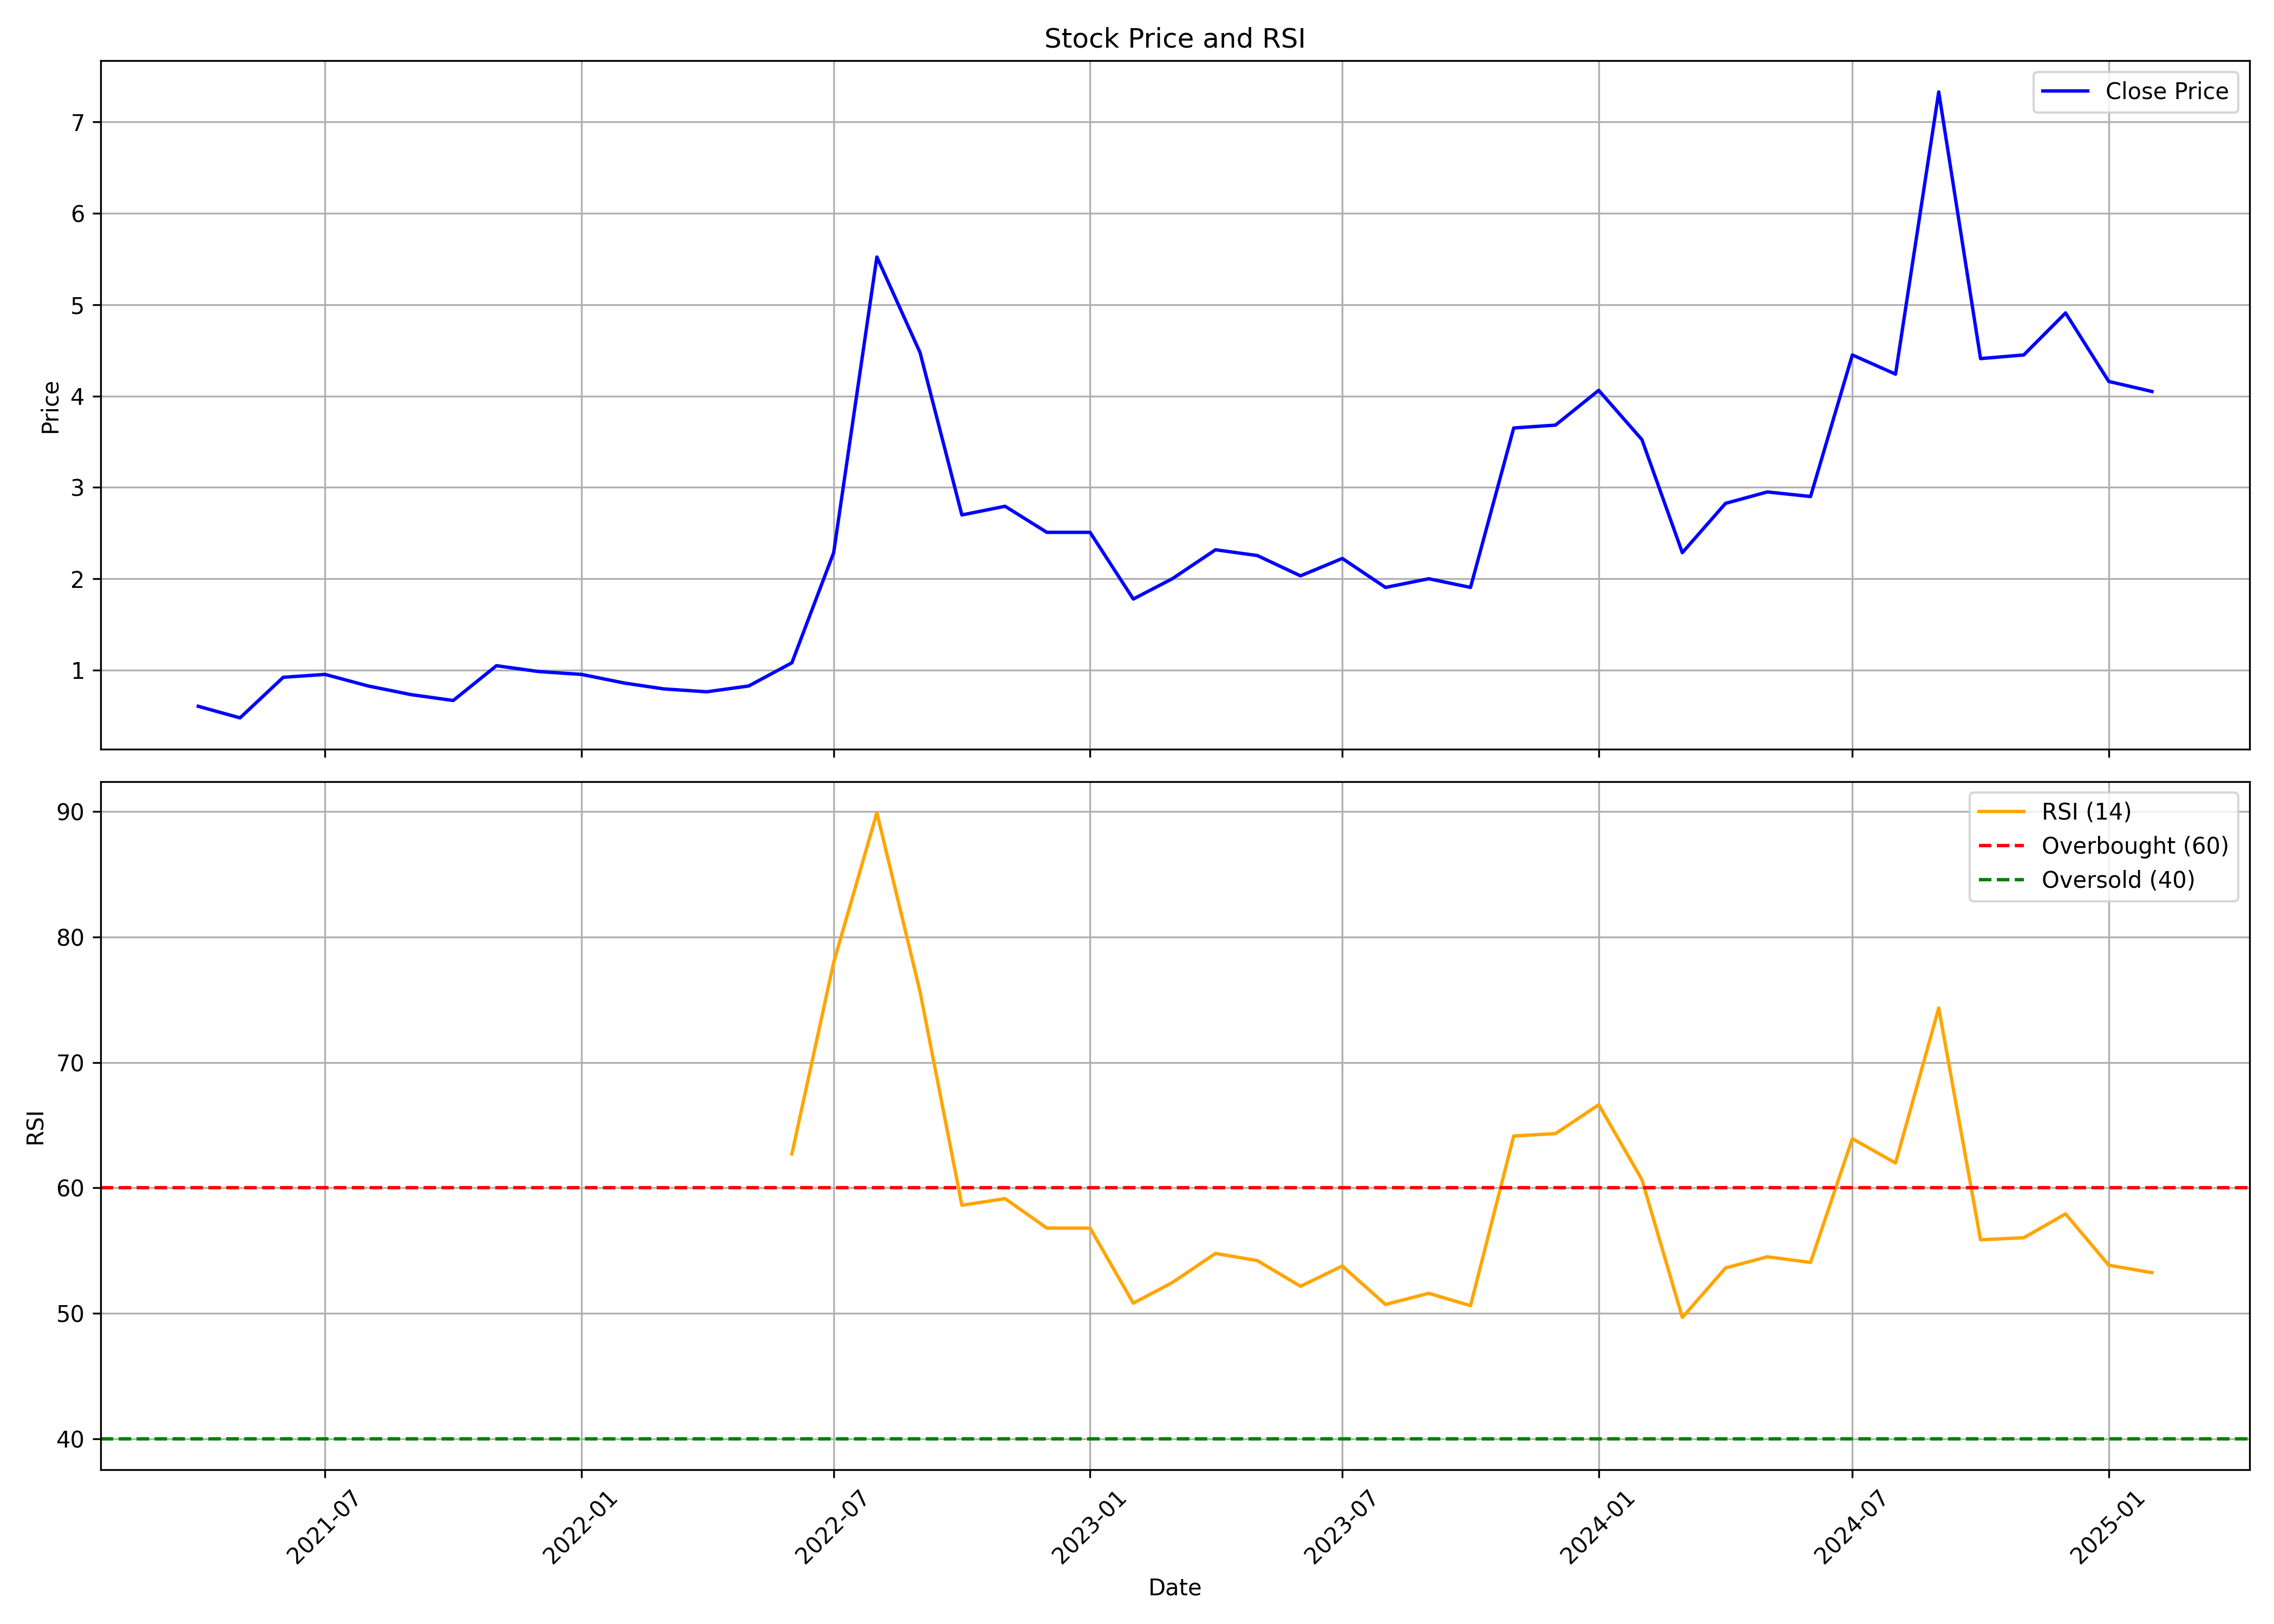 Stock Price and RSI
Close Price
Price
7
6
5
4
3
2
1
RSI (14)
Overbought (60)
Oversold (40)
RSI
90
80
70
60
50
40
2021-07
2022-01
2022-07
2023-01
2023-07
2024-01
2024-07
2025-01
Date